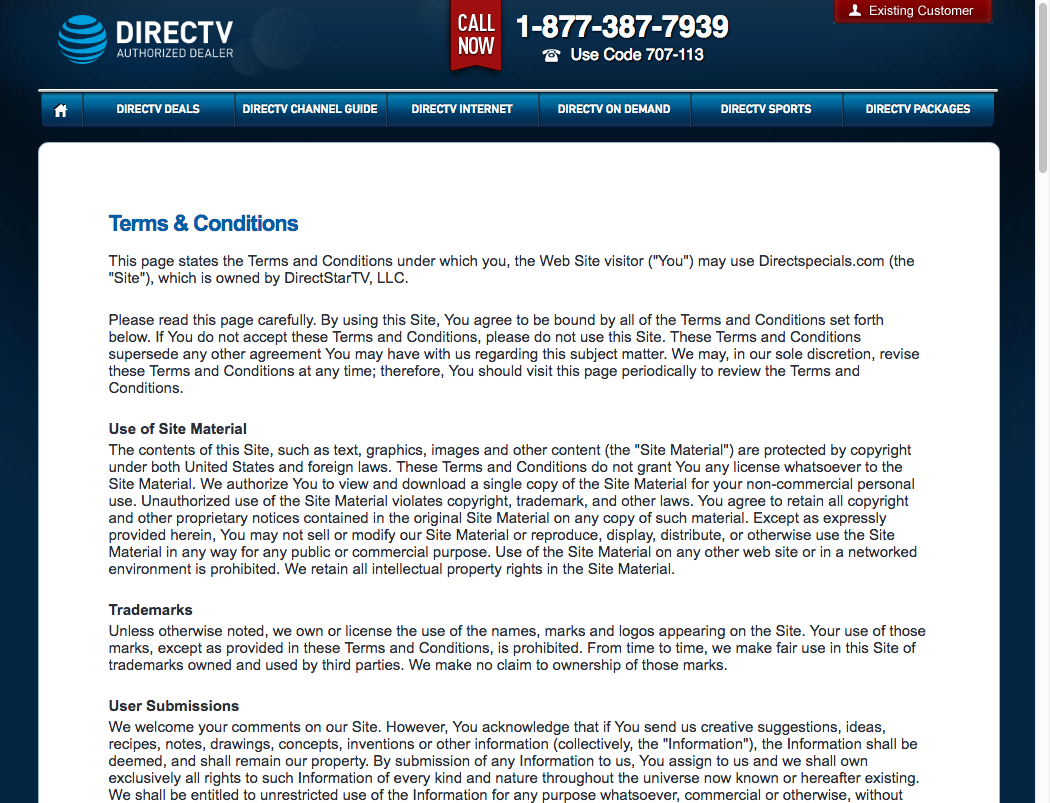 DIRECTV
AUTHORIZED DEALER
CALL
NOW
1-877-387-7939
Use Code 707-113
Existing Customer
DIRECTV DEALS
DIRECTV CHANNEL GUIDE
DIRECTV INTERNET
DIRECTV ON DEMAND
DIRECTV SPORTS
DIRECTV PACKAGES
Terms & Conditions
This page states the Terms and Conditions under which you, the Web Site visitor ("You") may use Directspecials.com (the
"Site"), which is owned by DirectStarTV, LLC.
Please read this page carefully. By using this Site, You agree to be bound by all of the Terms and Conditions set forth
below. If You do not accept these Terms and Conditions, please do not use this Site. These Terms and Conditions
supersede any other agreement You may have with us regarding this subject matter. We may, in our sole discretion, revise
these Terms and Conditions at any time; therefore, You should visit this page periodically to review the Terms and
Conditions.
Use of Site Material
The contents of this Site, such as text, graphics, images and other content (the "Site Material") are protected by copyright
under both United States and foreign laws. These Terms and Conditions do not grant You any license whatsoever to the
Site Material. We authorize You to view and download a single copy of the Site Material for your non-commercial personal
use. Unauthorized use of the Site Material violates copyright, trademark, and other laws. You agree to retain all copyright
and other proprietary notices contained in the original Site Material on any copy of such material. Except as expressly
provided herein, You may not sell or modify our Site Material or reproduce, display, distribute, or otherwise use the Site
Material in any way for any public or commercial purpose. Use of the Site Material on any other web site or in a networked
environment is prohibited. We retain all intellectual property rights in the Site Material.
Trademarks
Unless otherwise noted, we own or license the use of the names, marks and logos appearing on the Site. Your use of those
marks, except as provided in these Terms and Conditions, is prohibited. From time to time, we make fair use in this Site of
trademarks owned and used by third parties. We make no claim to ownership of those marks.
User Submissions
We welcome your comments on our Site. However, You acknowledge that if You send us creative suggestions, ideas,
recipes, notes, drawings, concepts, inventions or other information (collectively, the "Information"), the Information shall be
deemed, and shall remain our property. By submission of any Information to us, You assign to us and we shall own
exclusively all rights to such Information of every kind and nature throughout the universe now known or hereafter existing.
We shall be entitled to unrestricted use of the Information for any purpose whatsoever, commercial or otherwise, without